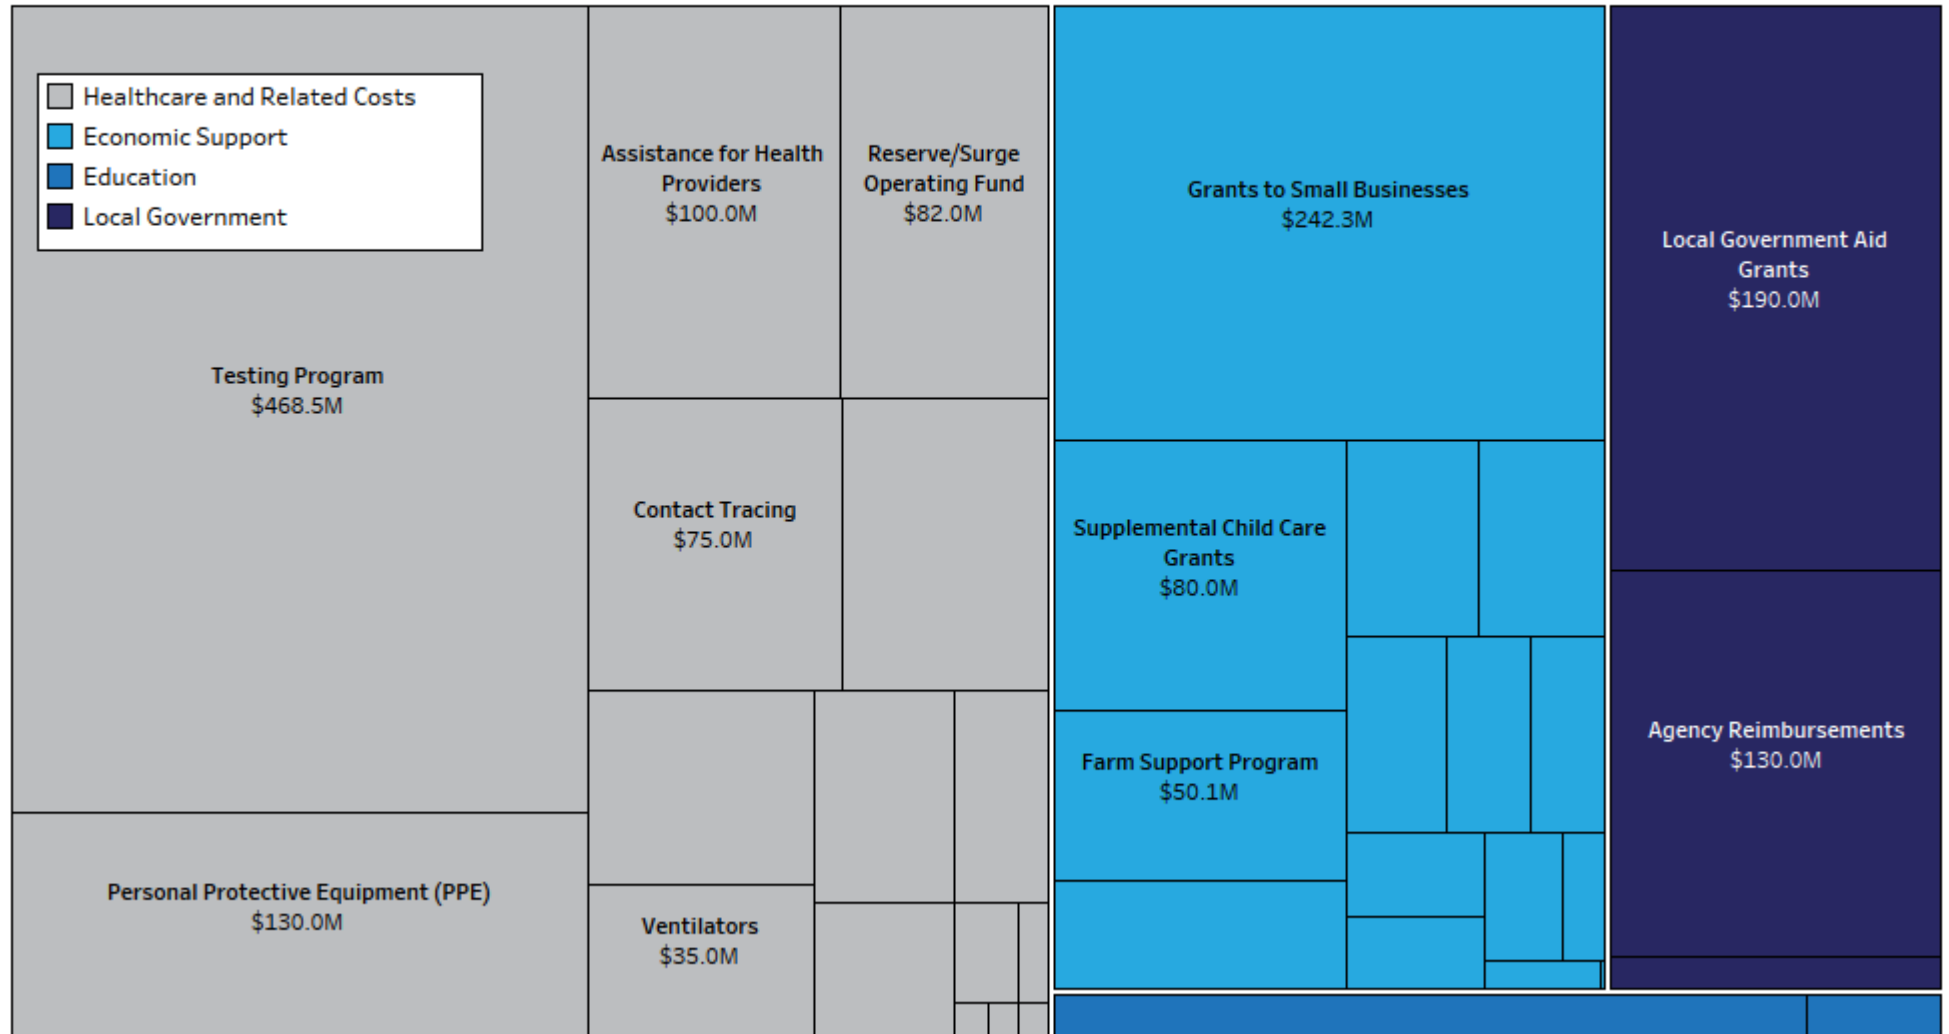 Healthcare and Related Costs
Economic Support
Education
Local Government
Testing Program
$468.5M
Personal Protective Equipment (PPE)
$130.0M
Assistance for Health
Providers
$100.0M
Reserve/Surge
Operating Fund
$82.0M
Contact Tracing
$75.0M
Ventilators
$35.0M
Grants to Small Businesses
$242.3M
Supplemental Child Care
Grants
$80.0M
Farm Support Program
$50.1M
Local Government Aid
Grants
$190.0M
Agency Reimbursements
$130.0M